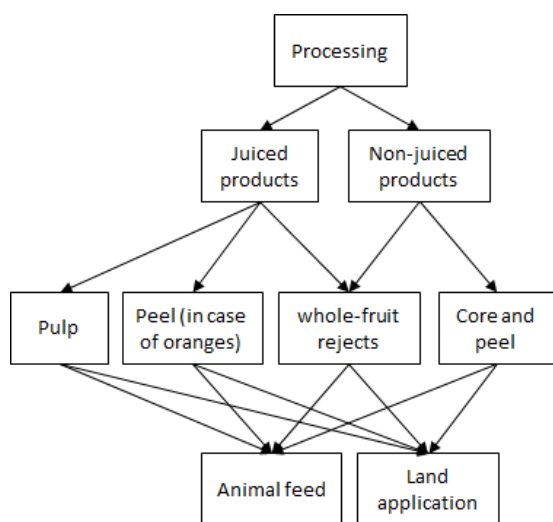 Processing
Juiced
products
Non-juiced
products
Pulp
Peel (in case
of oranges)
whole-fruit
rejects
Core and
peel
Animal feed
Land
application